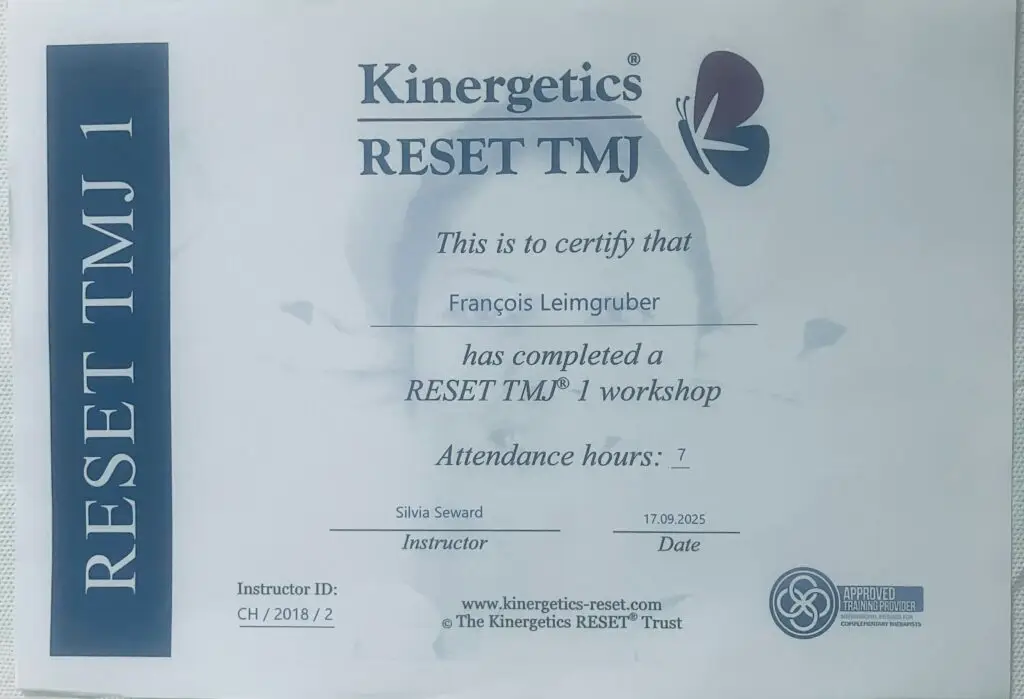 RESET TMJ 1
Kinergetics®
RESET TMJ
This is to certify that
François Leimgruber
has completed a
RESET TMJ® 1 workshop
Attendance hours: 7
Silvia Seward
Instructor
17.09.2025
Date
Instructor ID:
CH / 2018 / 2
www.kinergetics-reset.com
© The Kinergetics RESET® Trust
APPROVED
TRAINING PROVIDER
COMPLEMENTARY THERAPISTS